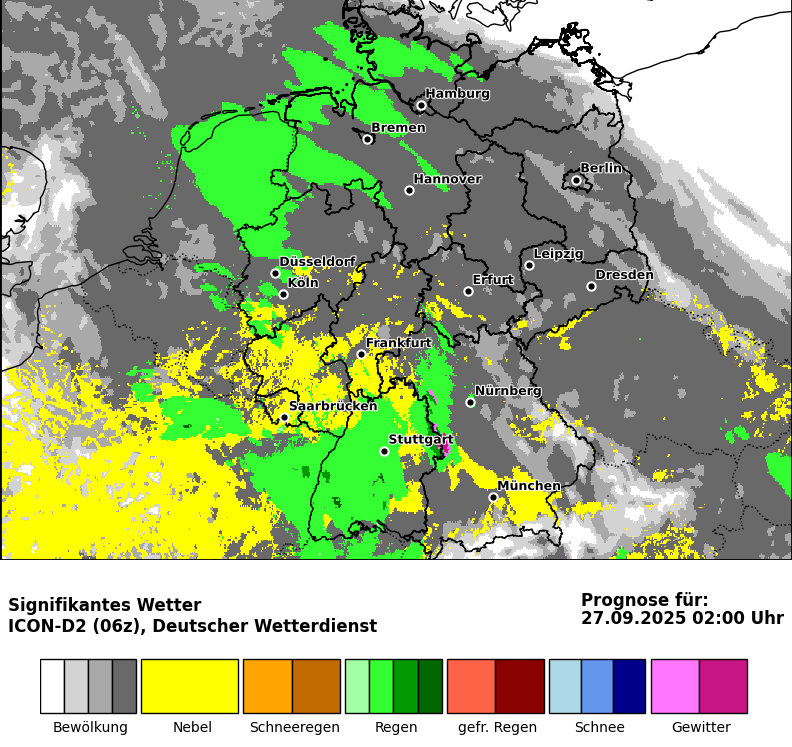 Hamburg
Bremen
Berlin
Hannover
Leipzig
Düsseldorf
Dresden
Köln
Erfurt
Frankfurt
Nürnberg
Saarbrücken
Stuttgart
München
Signifikantes Wetter
ICON-D2 (06z), Deutscher Wetterdienst
Prognose für:
27.09.2025 02:00 Uhr
Bewölkung Nebel Schneeregen Regen gefr. Regen Schnee Gewitter